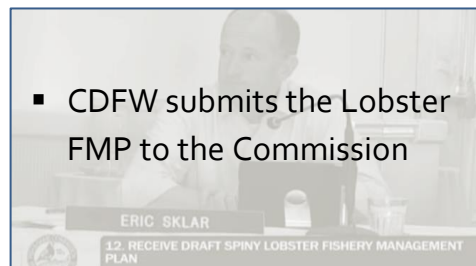 ▪ CDFW submits the Lobster
FMP to the Commission
ERIC SKLAR
12. RECEIVE DRAFT SPINY LOBSTER FISHERY MANAGEMENT
PLAN